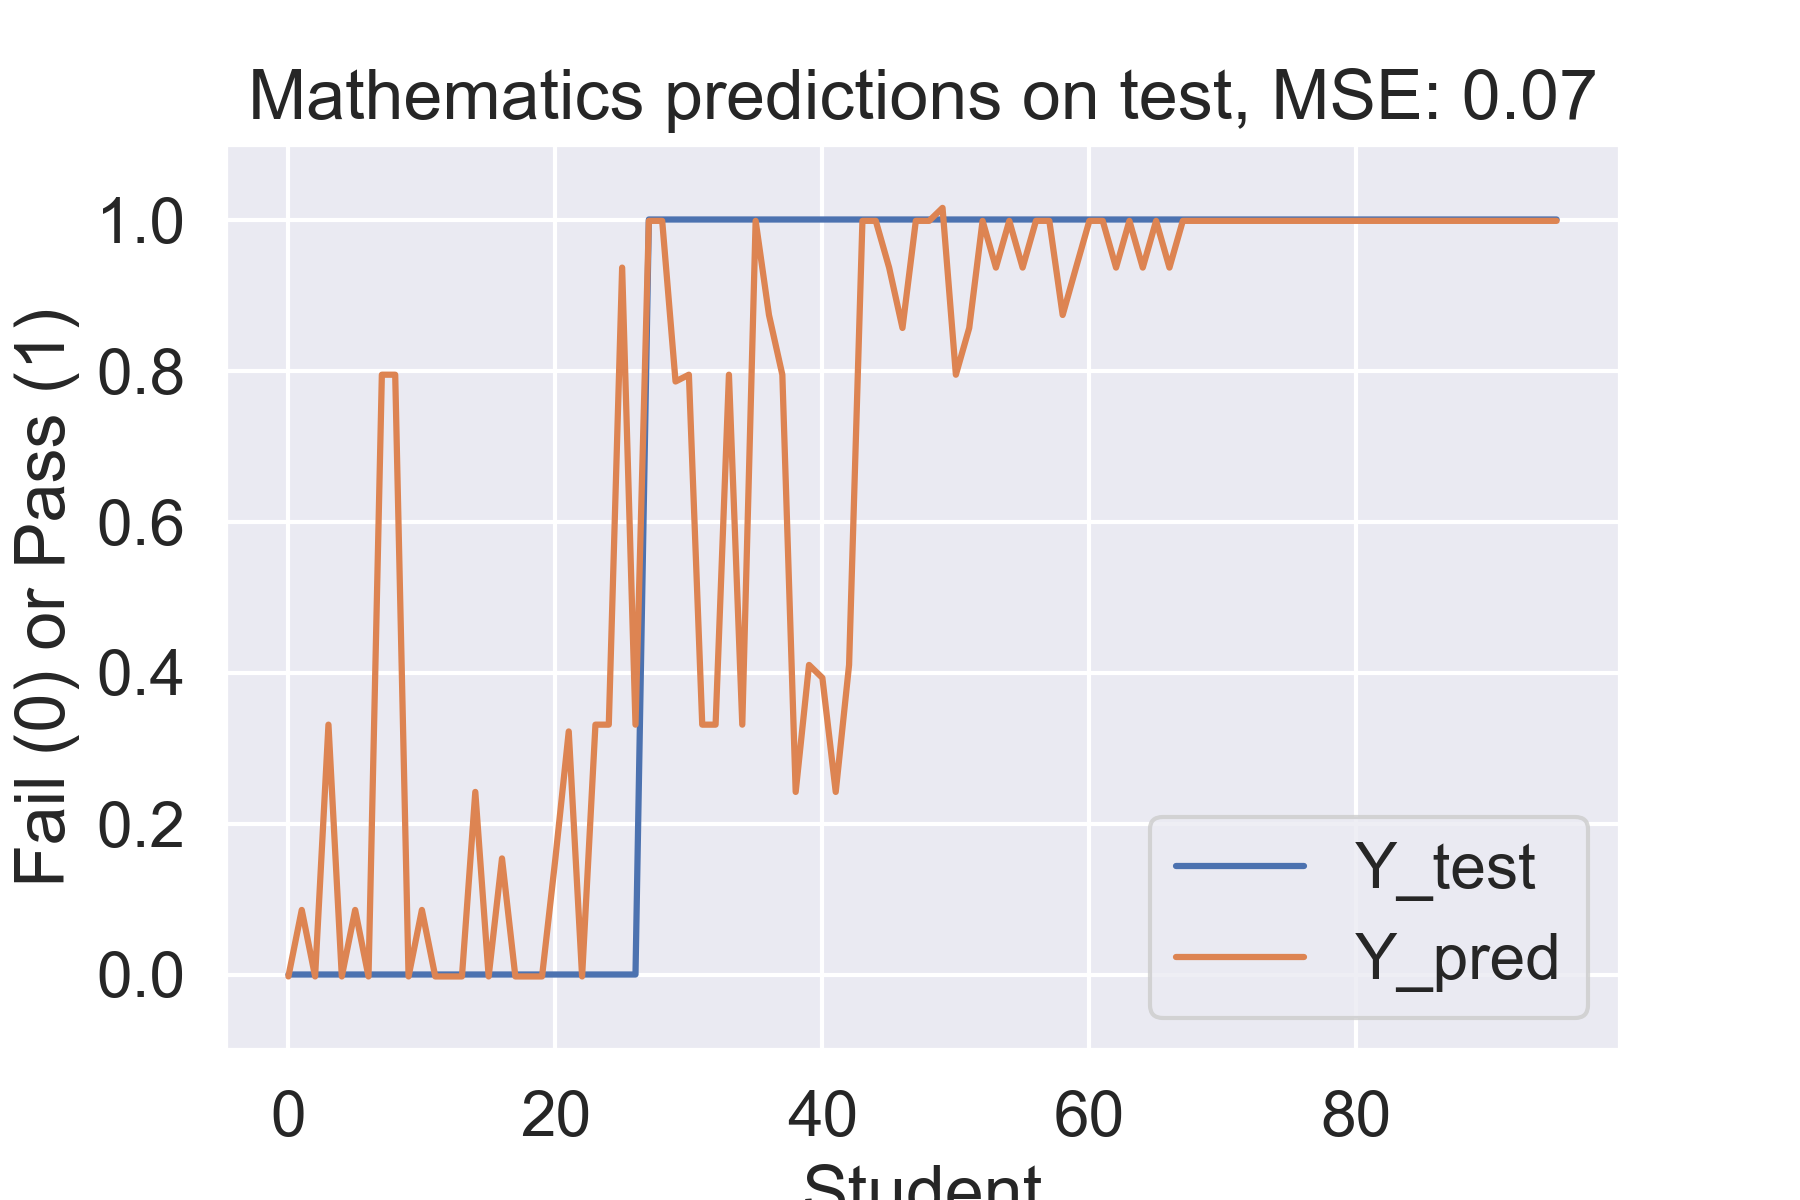 Mathematics predictions on test, MSE: 0.07
Fail (0) or Pass (1)
1.0
0.8
0.6
0.4
0.2
0.0
Y_test
Y_pred
0 20 40 60 80
Student